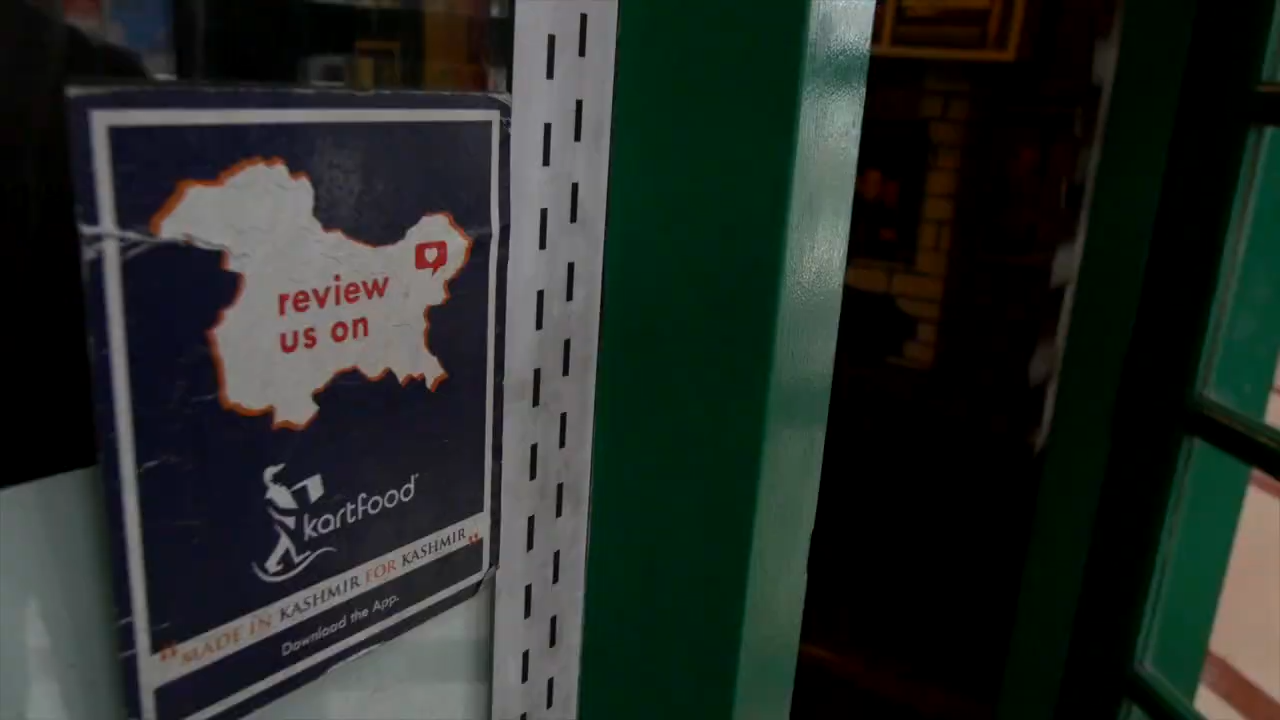 review
us on
kartfood
"MADE IN KASHMIR FOR KASHMIR"
Download the App.